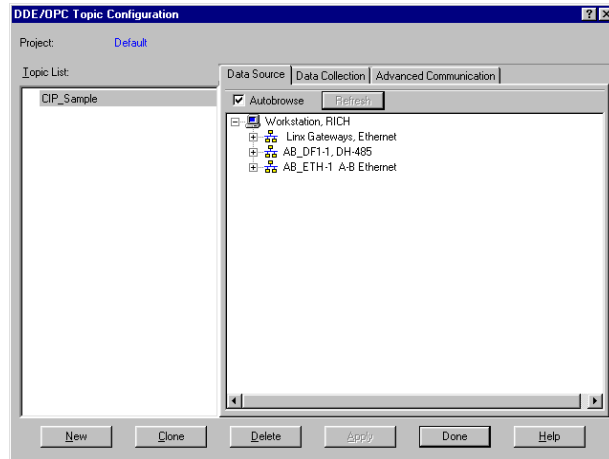 DDE/OPC Topic Configuration
Project: Default
Topic List:
CIP_Sample
Data Source Data Collection Advanced Communication
Autobrowse Refresh
Workstation, RICH
Linx Gateways, Ethernet
AB_DF1-1, DH-485
AB_ETH-1 A-B Ethernet
New Clone Delete Apply Done Help